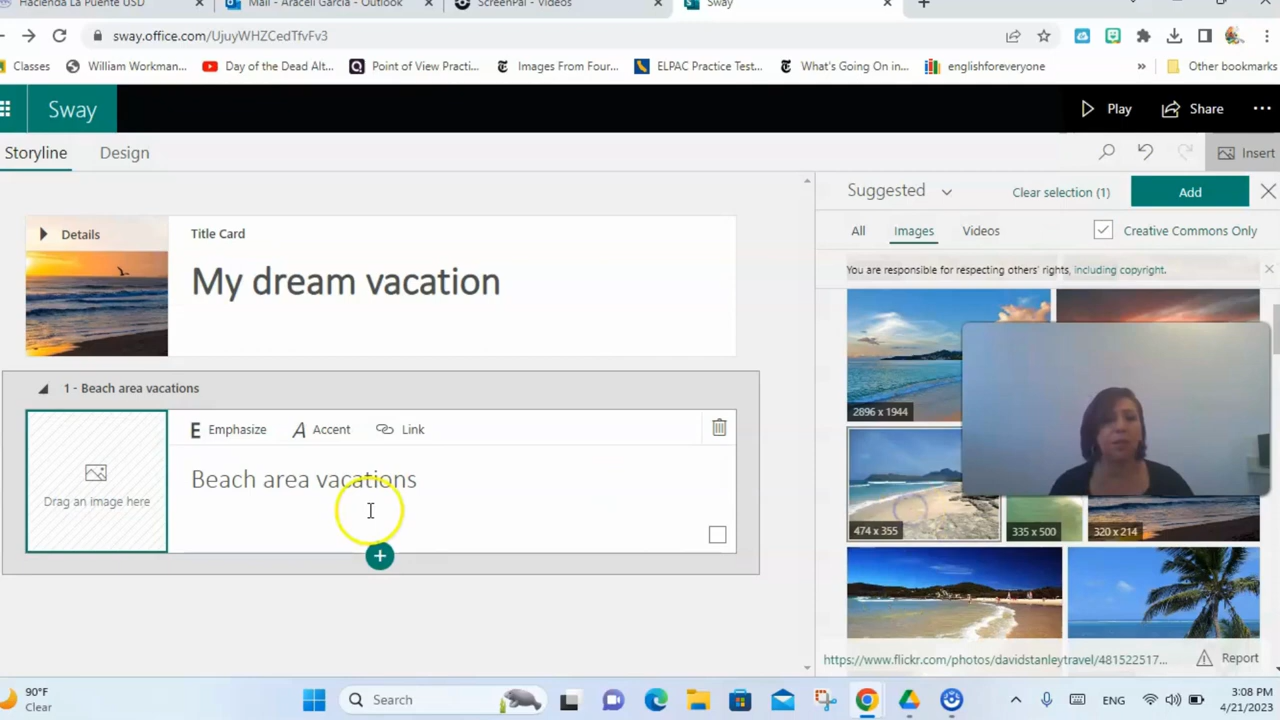 Hacienda La Puente USD
Mail - Araceli Garcia - Outlook
ScreenPal - Videos
Sway
sway.office.com/UjuyWHZCedTfvFv3
Classes
William Workman...
Day of the Dead Alt...
Point of View Practi...
Images From Four...
ELPAC Practice Test...
What's Going On in...
englishforeveryone
»
Other bookmarks
Sway
Play
Share
Storyline
Design
Insert
Suggested
Clear selection (1)
Add
All
Images
Videos
Creative Commons Only
You are responsible for respecting others' rights, including copyright.
Details
Title Card
My dream vacation
1 - Beach area vacations
Emphasize
Accent
Link
Drag an image here
Beach area vacations
2896 x 1944
474 x 355
335 x 500
320 x 214
https://www.flickr.com/photos/davidstanleytravel/481522517...
Report
90°F
Clear
Search
ENG
3:08 PM
4/21/2023